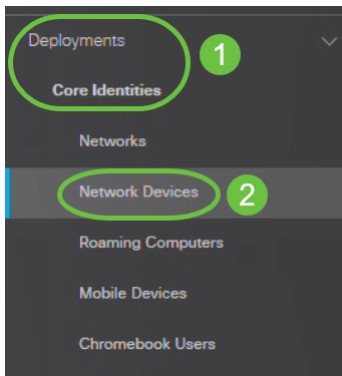 Deployments
1
Core Identities
Networks
Network Devices
2
Roaming Computers
Mobile Devices
Chromebook Users